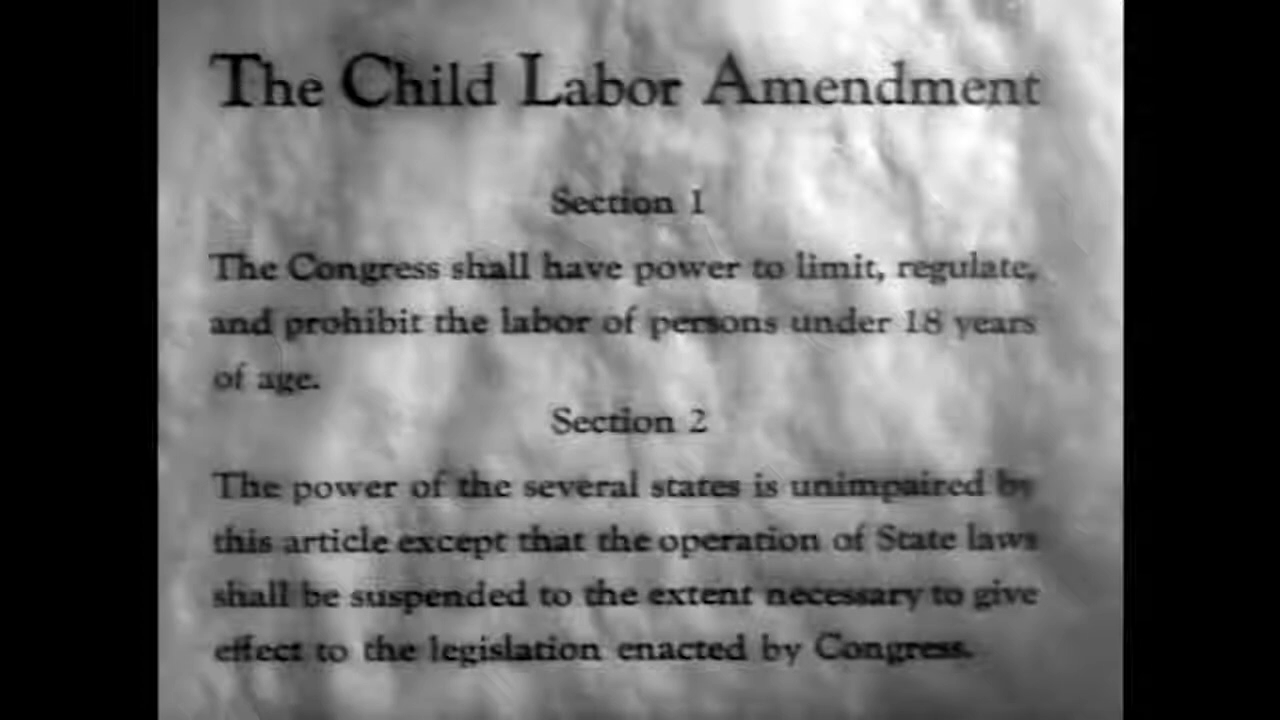 The Child Labor Amendment
Section 1
The Congress shall have power to limit, regulate,
and prohibit the labor of persons under 18 years
of age.
Section 2
The power of the several states is unimpaired by
this article except that the operation of State laws
shall be suspended to the extent necessary to give
effect to the legislation enacted by Congress.